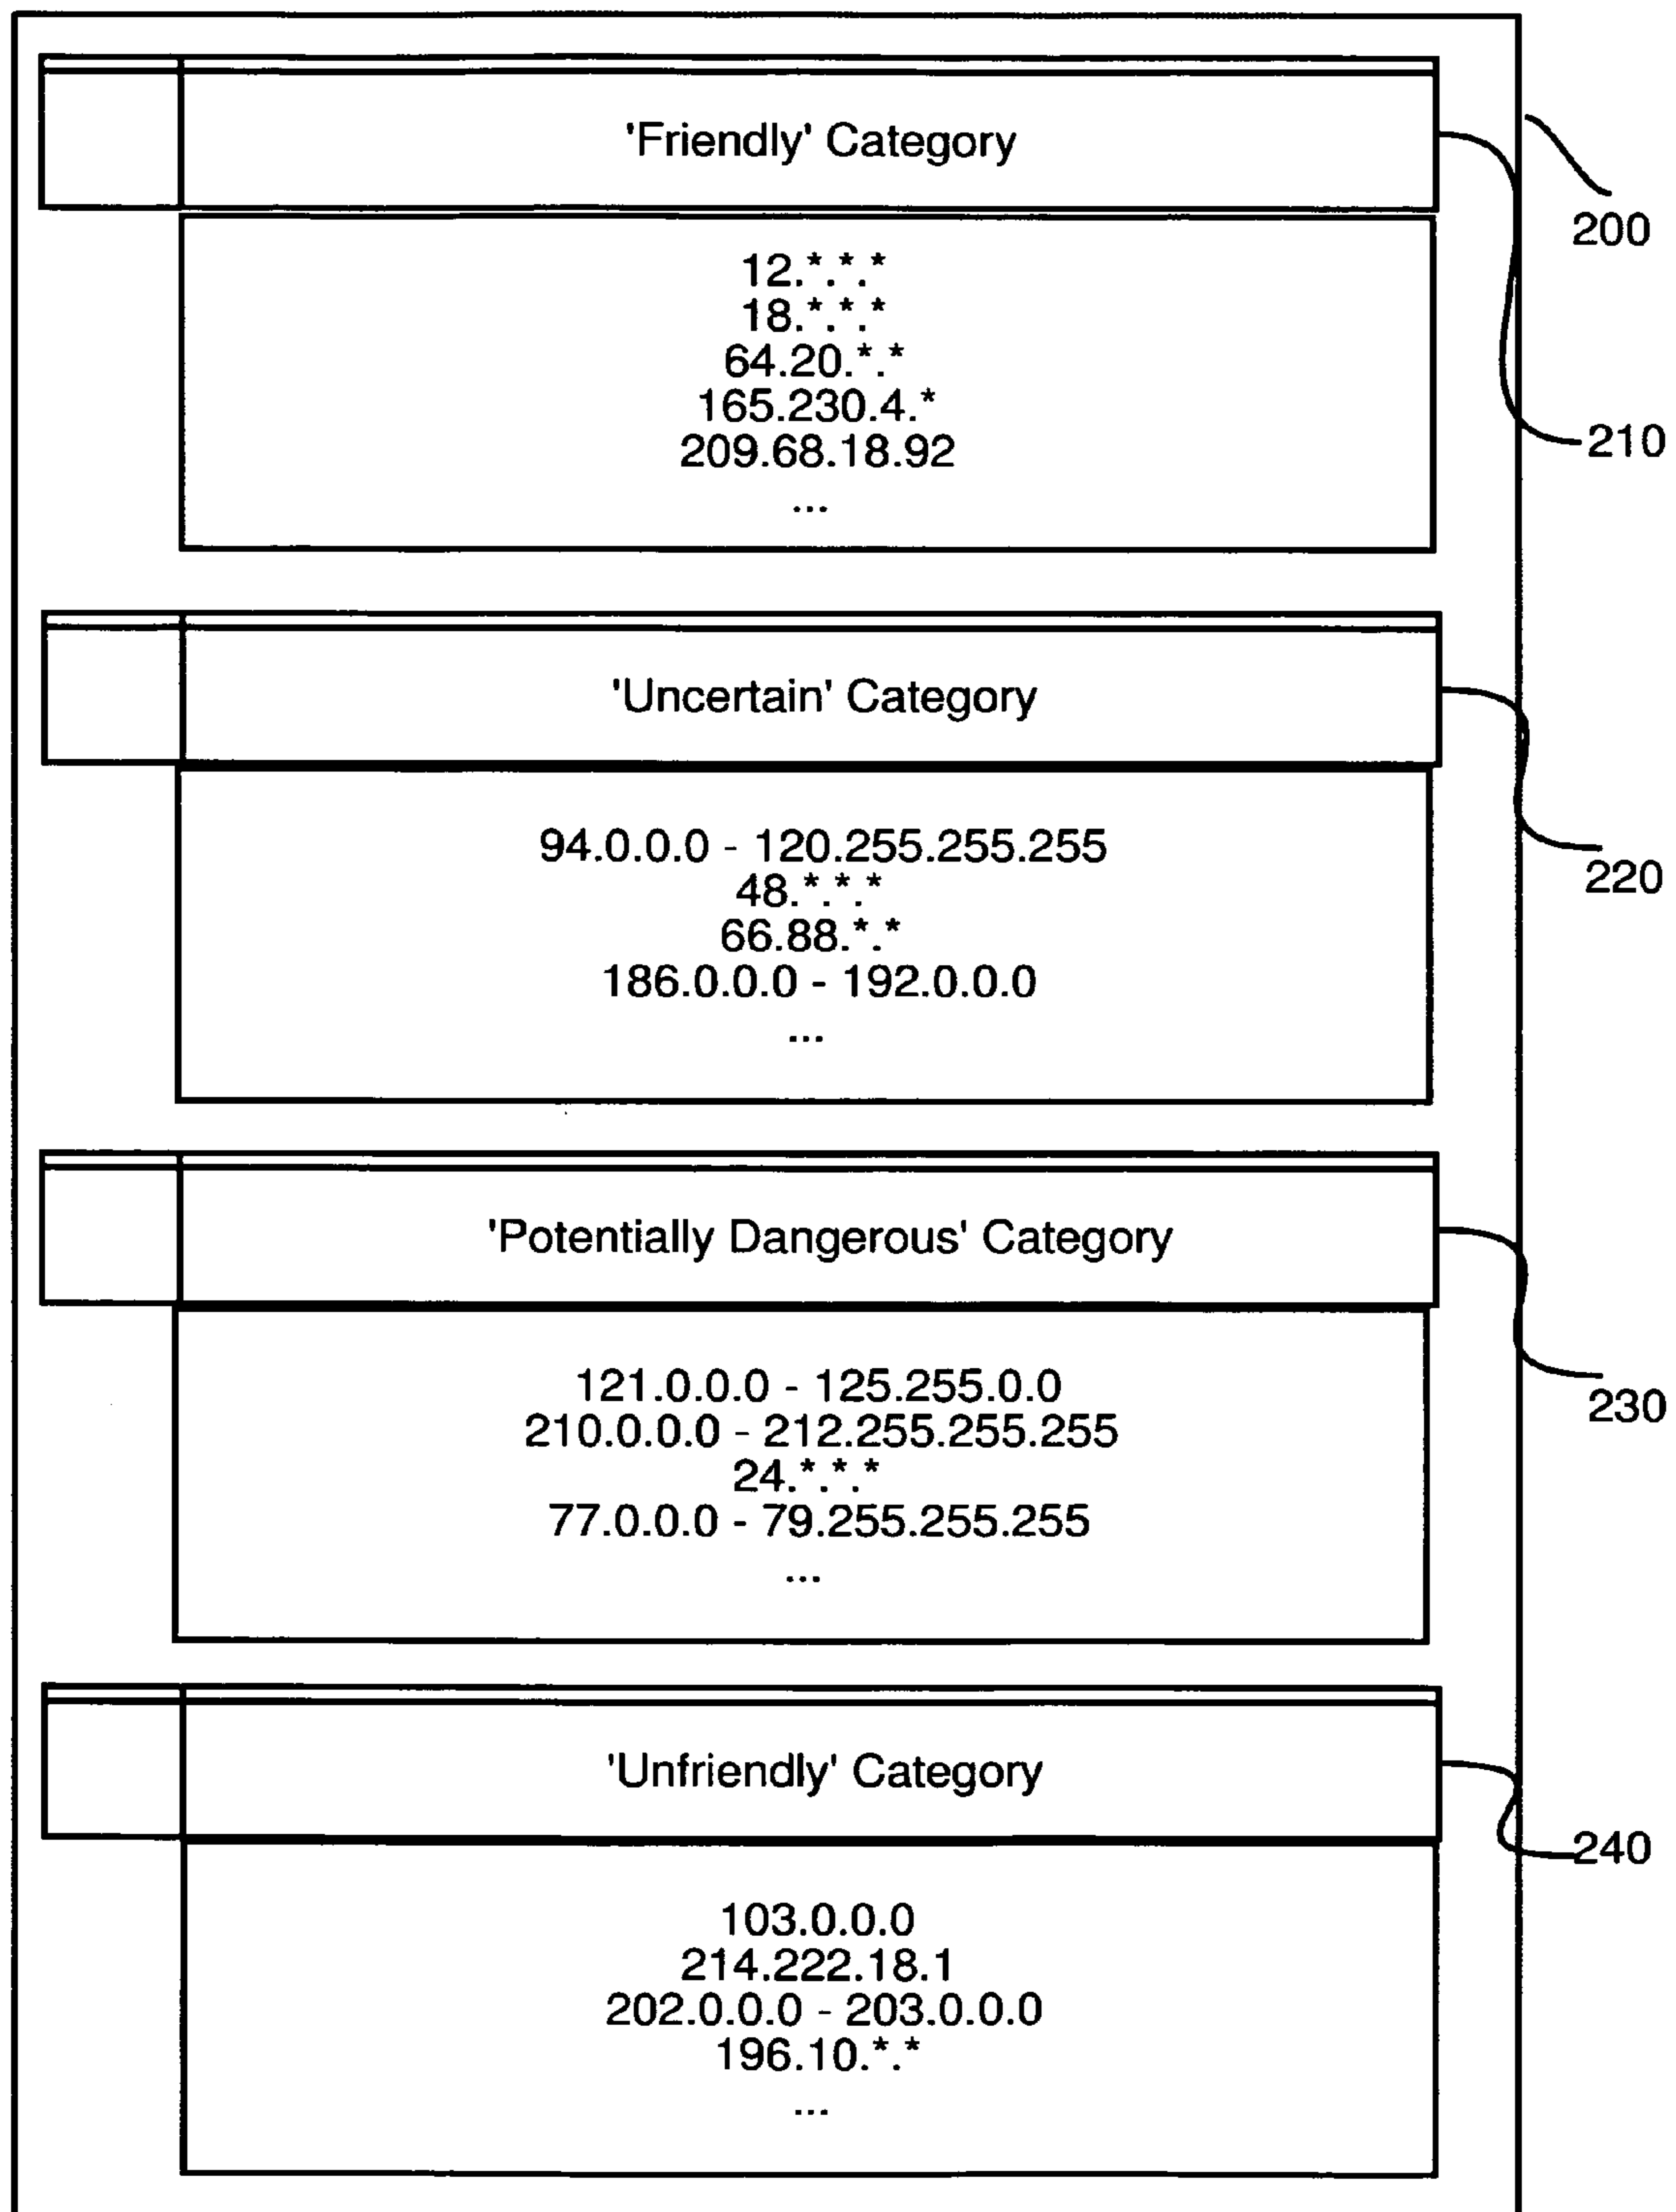 'Friendly' Category
200
12.*.*.*
18.*.*.*
64.20.*.*
165.230.4.*
209.68.18.92
...
210
'Uncertain' Category
94.0.0.0 - 120.255.255.255
48.*.*.*
66.88.*.*
186.0.0.0 - 192.0.0.0
...
220
'Potentially Dangerous' Category
121.0.0.0 - 125.255.0.0
210.0.0.0 - 212.255.255.255
24.*.*.*
77.0.0.0 - 79.255.255.255
...
230
'Unfriendly' Category
240
103.0.0.0
214.222.18.1
202.0.0.0 - 203.0.0.0
196.10.*.*
...